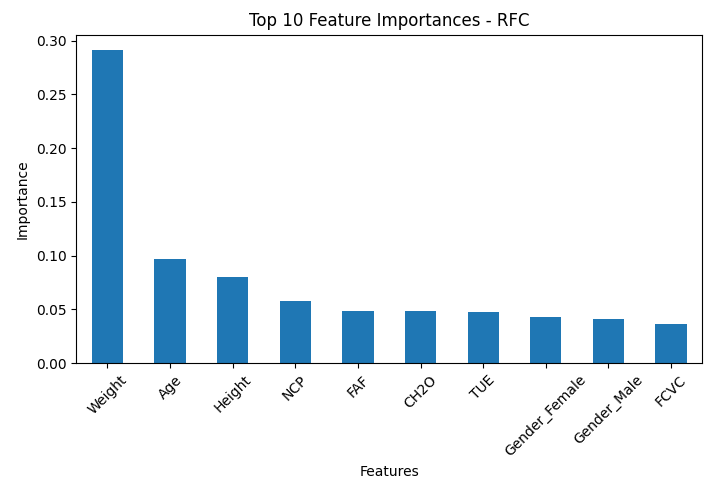 Top 10 Feature Importances - RFC
0.30
0.25
0.20
0.15
0.10
0.05
0.00
Importance
Weight
Age
Height
NCP
FAF
CH2O
TUE
Gender_Female
Gender_Male
FCVC
Features